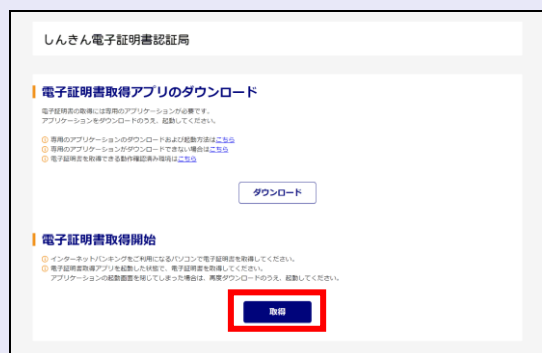 しんきん電子証明書認証局
電子証明書取得アプリのダウンロード
電子証明書の取得には専用のアプリケーションが必要です。
アプリケーションをダウンロードのうえ、起動してください。
専用のアプリケーションのダウンロードおよび起動方法はこちら
専用のアプリケーションがダウンロードできない場合はこちら
電子証明書を取得できる動作確認済み環境はこちら
ダウンロード
電子証明書取得開始
インターネットバンキングをご利用になるパソコンで電子証明書を取得してください。
電子証明書取得アプリを起動した状態で、電子証明書を取得してください。
アプリケーションの起動画面を閉じてしまった場合は、再度ダウンロードのうえ、起動してください。
取得